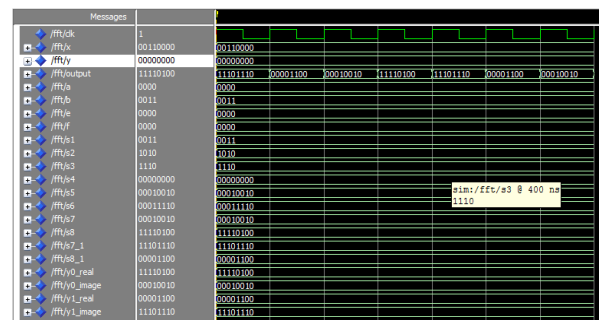 Messages
/fft/clk 1
/fft/x 00110000 00110000
/fft/y 00000000 00000000
/fft/output 11110100 11101110 00001100 00010010 11110100 11101110 00001100 00010010
/fft/a 0000 0000
/fft/b 0011 0011
/fft/e 0000 0000
/fft/f 0000 0000
/fft/s1 0011 0011
/fft/s2 1010 1010
/fft/s3 1110 1110
/fft/s4 00000000 00000000
/fft/s5 00010010 00010010
/fft/s6 00011110 00011110
/fft/s7 00010010 00010010
/fft/s8 11110100 11110100
/fft/s7_1 11101110 11101110
/fft/s8_1 00001100 00001100
/fft/y0_real 11110100 11110100
/fft/y0_image 00010010 00010010
/fft/y1_real 00001100 00001100
/fft/y1_image 11101110 11101110
sim:/fft/s3 @ 400 ns
1110